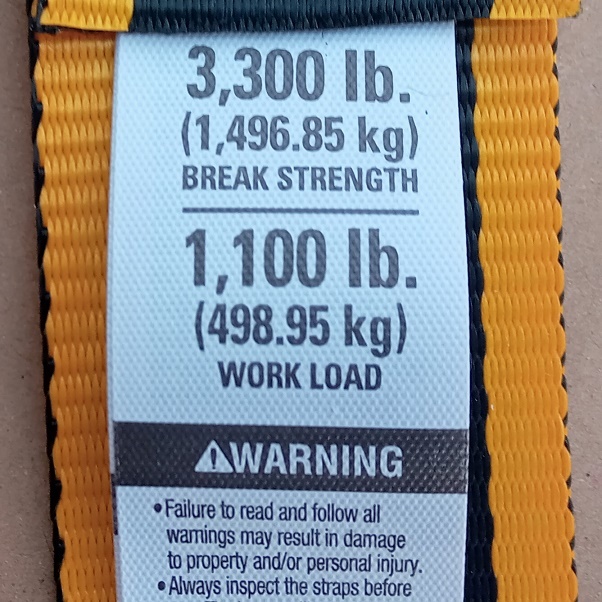 3,300 lb.
(1,496.85 kg)
BREAK STRENGTH
1,100 lb.
(498.95 kg)
WORK LOAD
⚠WARNING
• Failure to read and follow all
warnings may result in damage
to property and/or personal injury.
• Always inspect the straps before